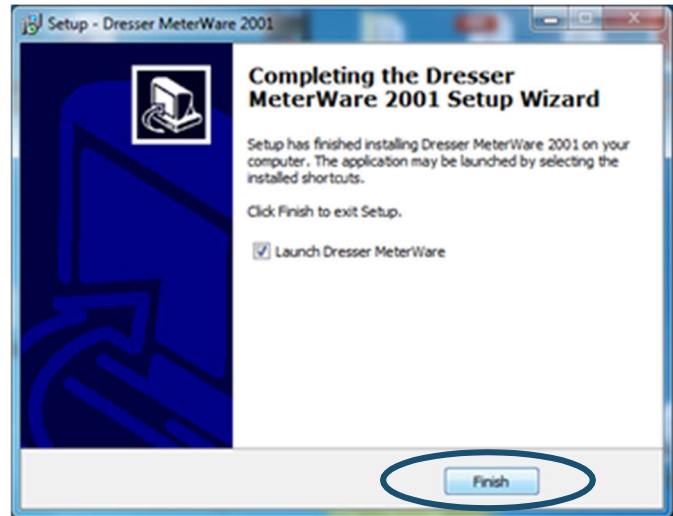 Setup - Dresser MeterWare 2001
Completing the Dresser
MeterWare 2001 Setup Wizard
Setup has finished installing Dresser MeterWare 2001 on your
computer. The application may be launched by selecting the
installed shortcuts.
Click Finish to exit Setup.
Launch Dresser MeterWare
Finish